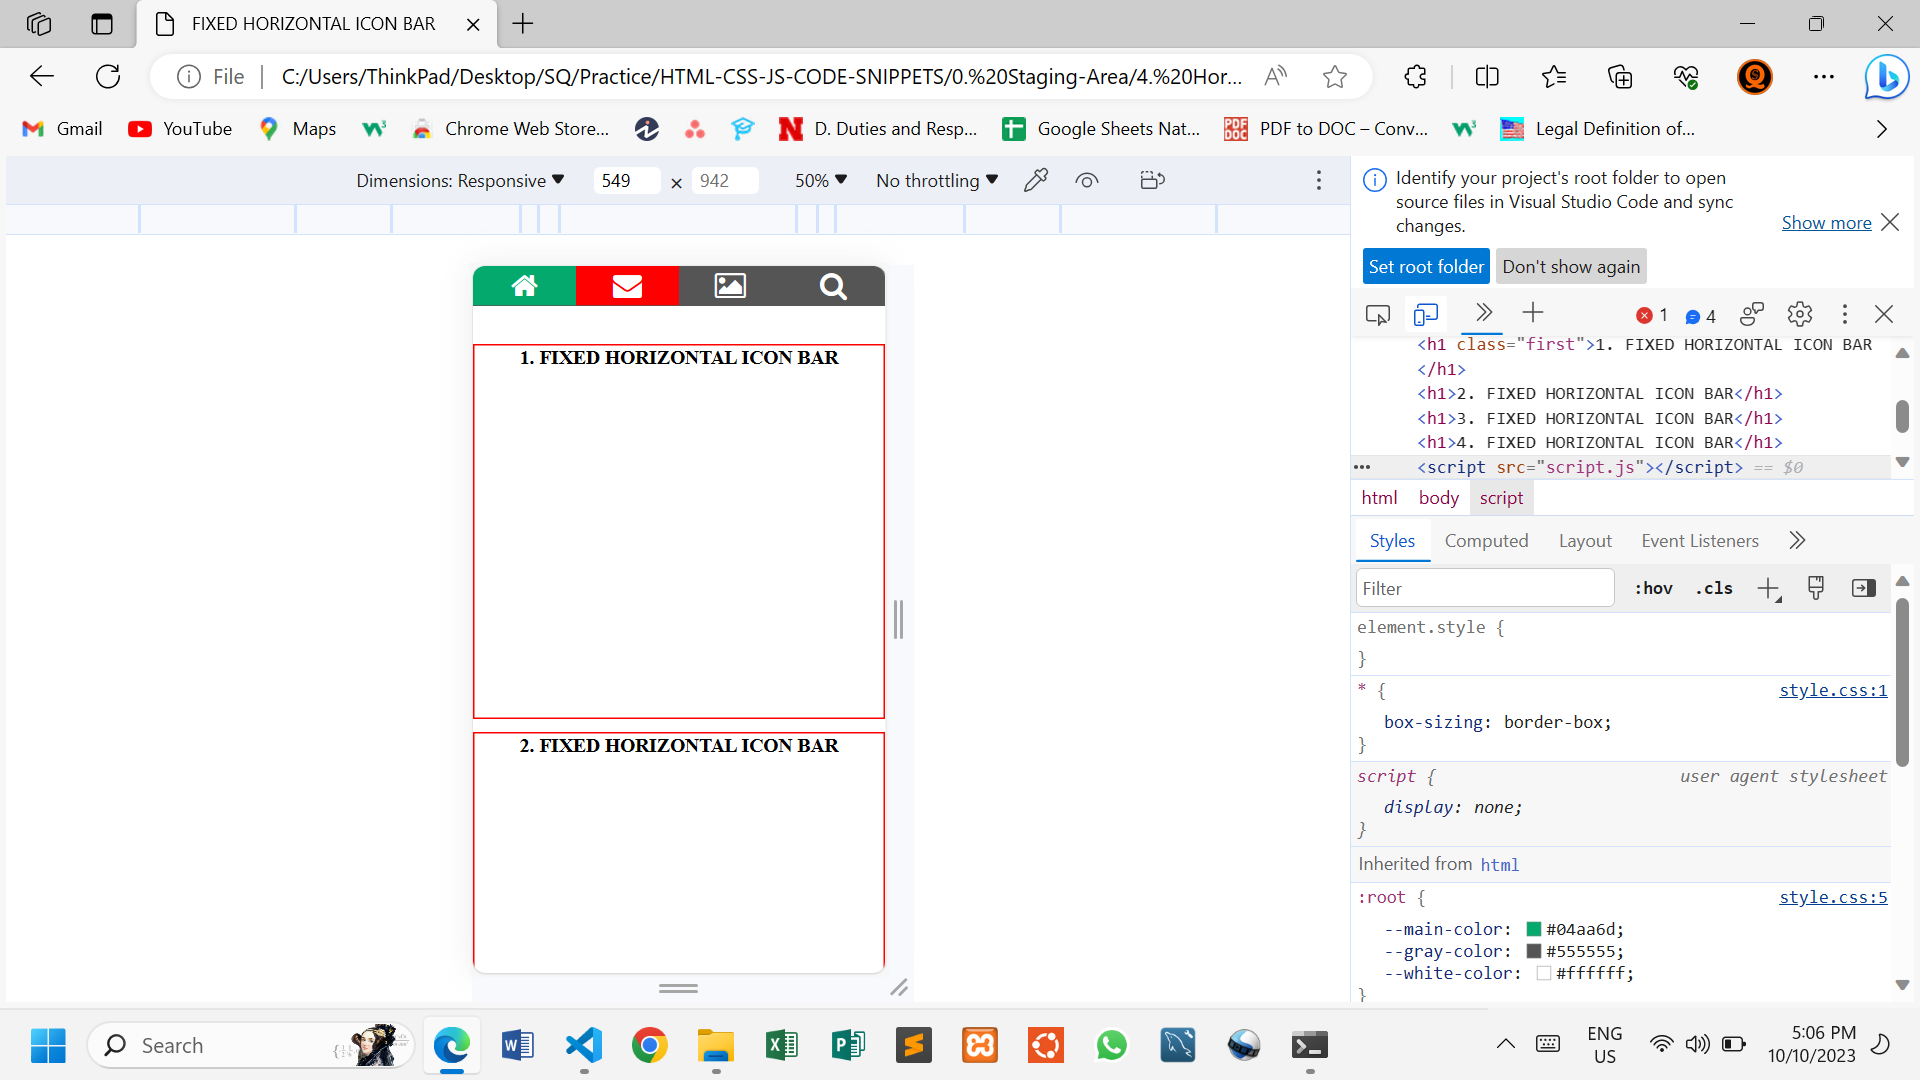 FIXED HORIZONTAL ICON BAR
File
C:/Users/ThinkPad/Desktop/SQ/Practice/HTML-CSS-JS-CODE-SNIPPETS/0.%20Staging-Area/4.%20Hor...
Gmail
YouTube
Maps
Chrome Web Store...
D. Duties and Resp...
Google Sheets Nat...
PDF to DOC – Conv...
Legal Definition of...
Dimensions: Responsive
549 × 942
50%
No throttling
Identify your project's root folder to open
source files in Visual Studio Code and sync
changes.
Show more
Set root folder
Don't show again
1
4
<h1 class="first">1. FIXED HORIZONTAL ICON BAR
</h1>
<h1>2. FIXED HORIZONTAL ICON BAR</h1>
<h1>3. FIXED HORIZONTAL ICON BAR</h1>
<h1>4. FIXED HORIZONTAL ICON BAR</h1>
<script src="script.js"></script> == $0
html body script
Styles Computed Layout Event Listeners
Filter
:hov .cls
element.style {
}
* {
style.css:1
box-sizing: border-box;
}
script {
user agent stylesheet
display: none;
}
Inherited from html
:root {
style.css:5
--main-color: #04aa6d;
--gray-color: #555555;
--white-color: #ffffff;
}
1. FIXED HORIZONTAL ICON BAR
2. FIXED HORIZONTAL ICON BAR
Search
ENG
US
5:06 PM
10/10/2023